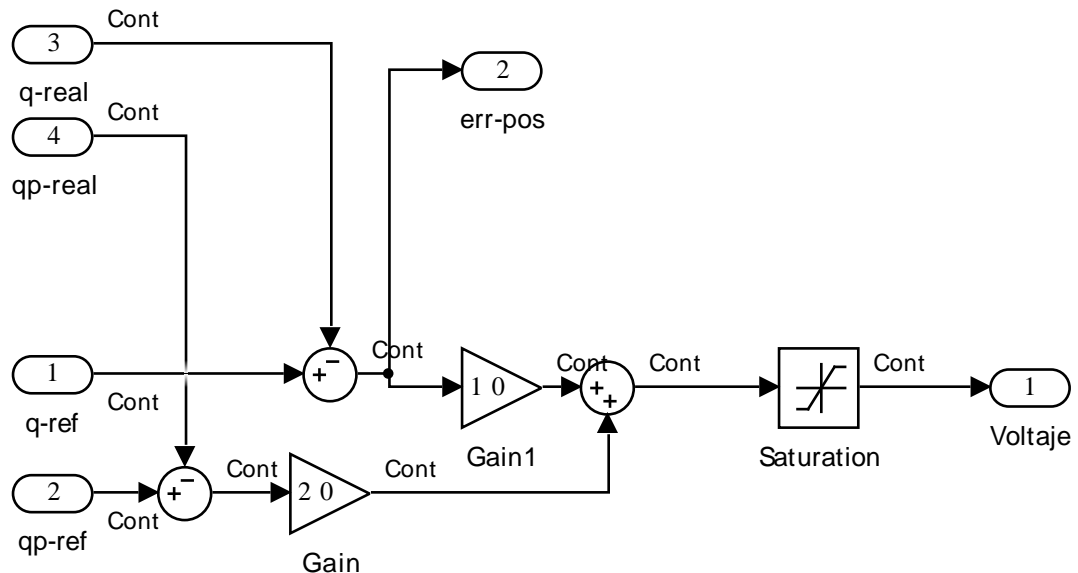 Cont
3
q-real
2
Cont
err-pos
4
qp-real
Cont
1
+
−
Cont
1 0
Cont
+
+
Cont
Cont
1
q-ref
Cont
Gain1
Saturation
Voltaje
2
+
−
Cont
2 0
Cont
Cont
qp-ref
Gain